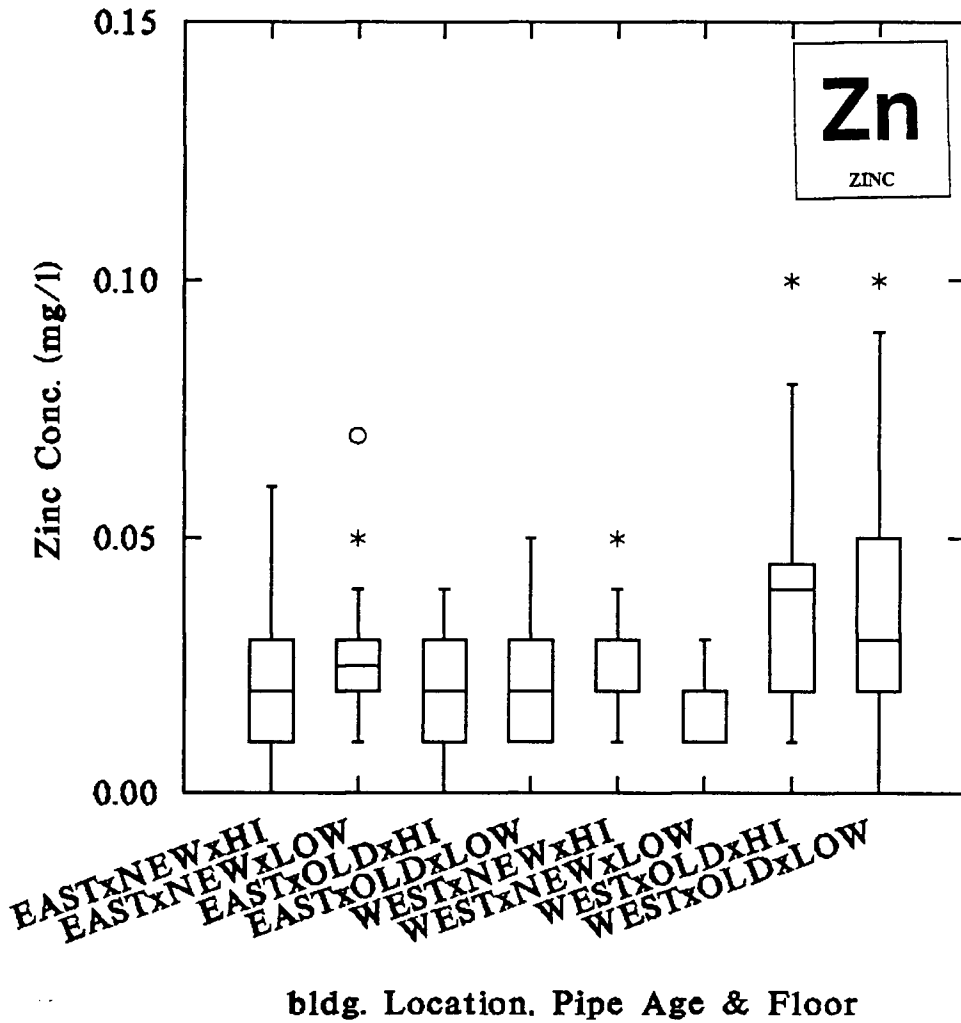 0.15
Zn
ZINC
0.10
0.05
0.00
Zinc Conc. (mg/l)
EASTxNEWxHI
EASTxNEWxLOW
EASTxOLDxHI
EASTxOLDxLOW
WESTxNEWxHI
WESTxNEWxLOW
WESTxOLDxHI
WESTxOLDxLOW
bldg. Location. Pipe Age & Floor